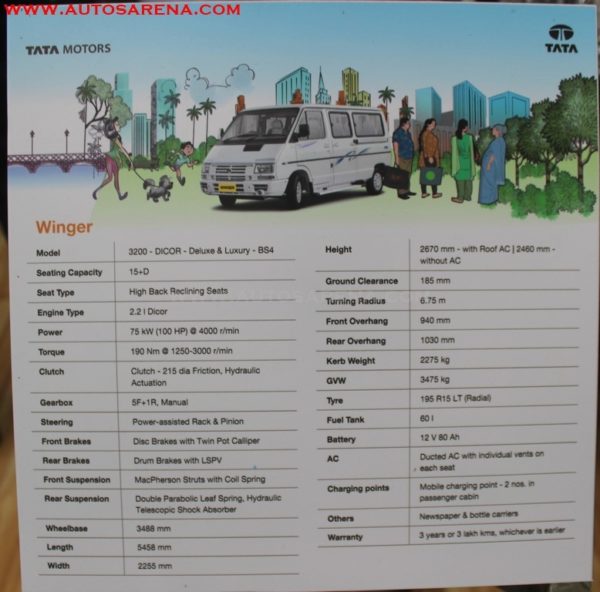 WWW.AUTOSARENA.COM
TATA MOTORS
TATA
Winger
Model 3200 - DICOR - Deluxe & Luxury - BS4
Seating Capacity 15+D
Seat Type High Back Reclining Seats
Engine Type 2.2 l Dicor
Power 75 kW (100 HP) @ 4000 r/min
Torque 190 Nm @ 1250-3000 r/min
Clutch Clutch - 215 dia Friction, Hydraulic
Actuation
Gearbox 5F+1R, Manual
Steering Power-assisted Rack & Pinion
Front Brakes Disc Brakes with Twin Pot Calliper
Rear Brakes Drum Brakes with LSPV
Front Suspension MacPherson Struts with Coil Spring
Rear Suspension Double Parabolic Leaf Spring, Hydraulic
Telescopic Shock Absorber
Wheelbase 3488 mm
Length 5458 mm
Width 2255 mm
Height 2670 mm - with Roof AC | 2460 mm -
without AC
Ground Clearance 185 mm
Turning Radius 6.75 m
Front Overhang 940 mm
Rear Overhang 1030 mm
Kerb Weight 2275 kg
GVW 3475 kg
Tyre 195 R15 LT (Radial)
Fuel Tank 60 l
Battery 12 V 80 Ah
AC Ducted AC with individual vents on
each seat
Charging points Mobile charging point - 2 nos. in
passenger cabin
Others Newspaper & bottle carriers
Warranty 3 years or 3 lakh kms, whichever is earlier